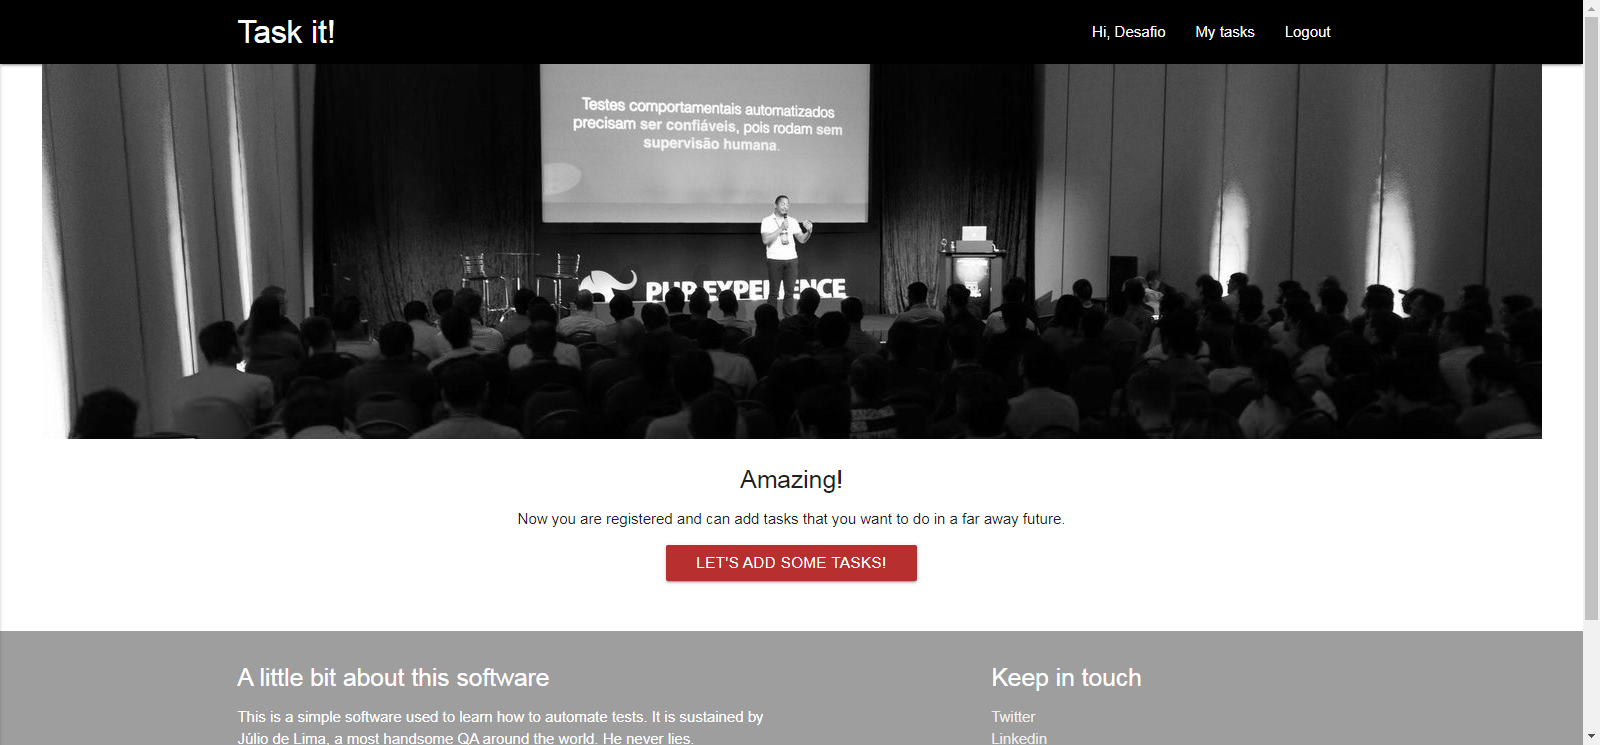 Task it!
Hi, Desafio
My tasks
Logout
Testes comportamentais automatizados
precisam ser confiáveis, pois rodam sem
supervisão humana.
PHP EXPERIENCE
Amazing!
Now you are registered and can add tasks that you want to do in a far away future.
LET'S ADD SOME TASKS!
A little bit about this software
Keep in touch
This is a simple software used to learn how to automate tests. It is sustained by
Júlio de Lima, a most handsome QA around the world. He never lies.
Twitter
Linkedin